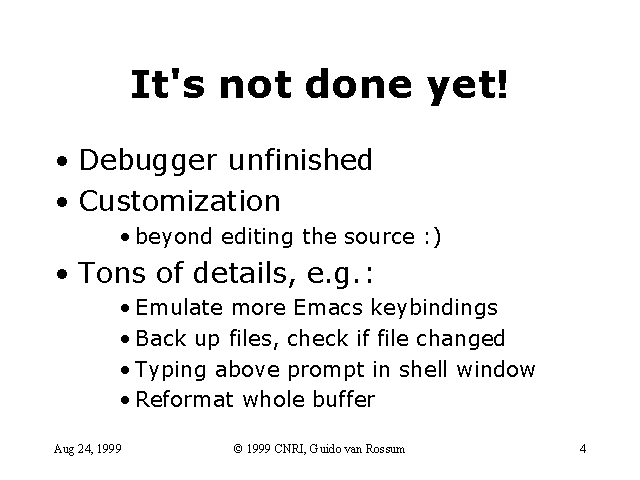 It's not done yet!
• Debugger unfinished
• Customization
• beyond editing the source : )
• Tons of details, e.g. :
• Emulate more Emacs keybindings
• Back up files, check if file changed
• Typing above prompt in shell window
• Reformat whole buffer
Aug 24, 1999 © 1999 CNRI, Guido van Rossum 4